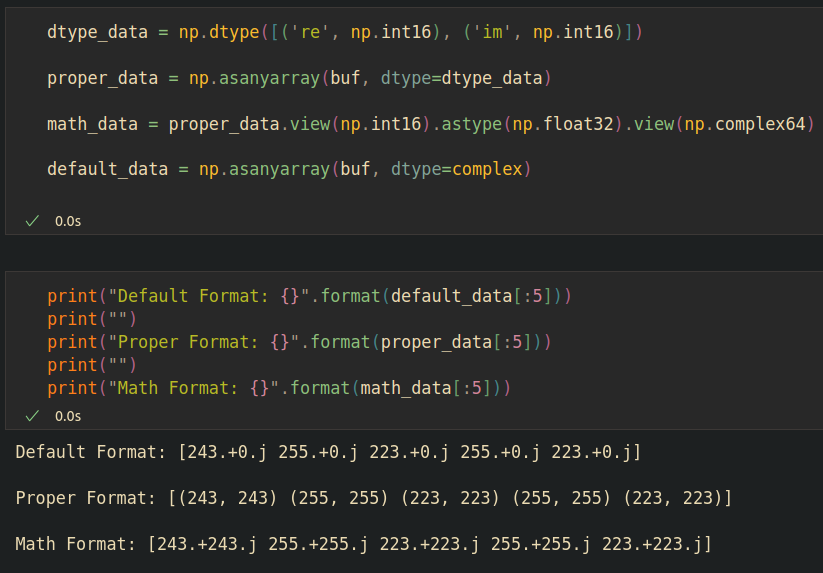 dtype_data = np.dtype([('re', np.int16), ('im', np.int16)])
proper_data = np.asanyarray(buf, dtype=dtype_data)
math_data = proper_data.view(np.int16).astype(np.float32).view(np.complex64)
default_data = np.asanyarray(buf, dtype=complex)
0.0s
print("Default Format: {}".format(default_data[:5]))
print("")
print("Proper Format: {}".format(proper_data[:5]))
print("")
print("Math Format: {}".format(math_data[:5]))
0.0s
Default Format: [243.+0.j 255.+0.j 223.+0.j 255.+0.j 223.+0.j]
Proper Format: [(243, 243) (255, 255) (223, 223) (255, 255) (223, 223)]
Math Format: [243.+243.j 255.+255.j 223.+223.j 255.+255.j 223.+223.j]